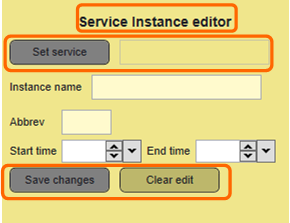 Service Instance editor
Set service
Instance name
Abbrev
Start time End time
Save changes Clear edit